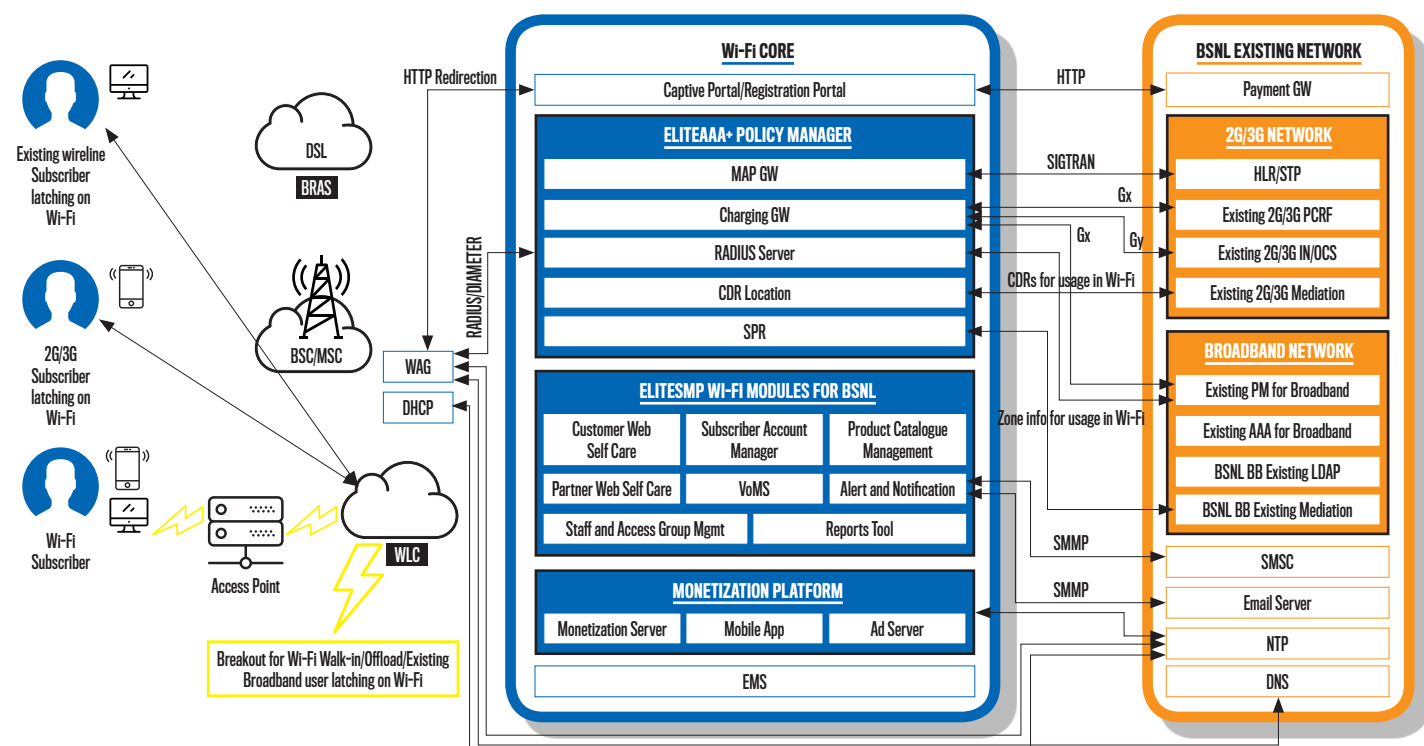 Wi-Fi CORE
BSNL EXISTING NETWORK
HTTP Redirection
Captive Portal/Registration Portal
HTTP
Payment GW
Existing wireline
Subscriber
latching on
Wi-Fi
DSL
BRAS
ELITEAAA+ POLICY MANAGER
MAP GW
Charging GW
RADIUS Server
CDR Location
SPR
SIGTRAN
Gx
Gx
Gy
CDRs for usage in Wi-Fi
2G/3G NETWORK
HLR/STP
Existing 2G/3G PCRF
Existing 2G/3G IN/OCS
Existing 2G/3G Mediation
RADIUS/DIAMETER
2G/3G
Subscriber
latching on
Wi-Fi
BSC/MSC
WAG
DHCP
ELITESMP WI-FI MODULES FOR BSNL
Customer Web
Self Care
Subscriber Account
Manager
Product Catalogue
Management
Partner Web Self Care
VoMS
Alert and Notification
Staff and Access Group Mgmt
Reports Tool
Zone info for usage in Wi-Fi
BROADBAND NETWORK
Existing PM for Broadband
Existing AAA for Broadband
BSNL BB Existing LDAP
BSNL BB Existing Mediation
Wi-Fi
Subscriber
Access Point
WLC
SMMP
SMSC
SMMP
Email Server
MONETIZATION PLATFORM
Monetization Server
Mobile App
Ad Server
NTP
Breakout for Wi-Fi Walk-in/Offload/Existing
Broadband user latching on Wi-Fi
EMS
DNS